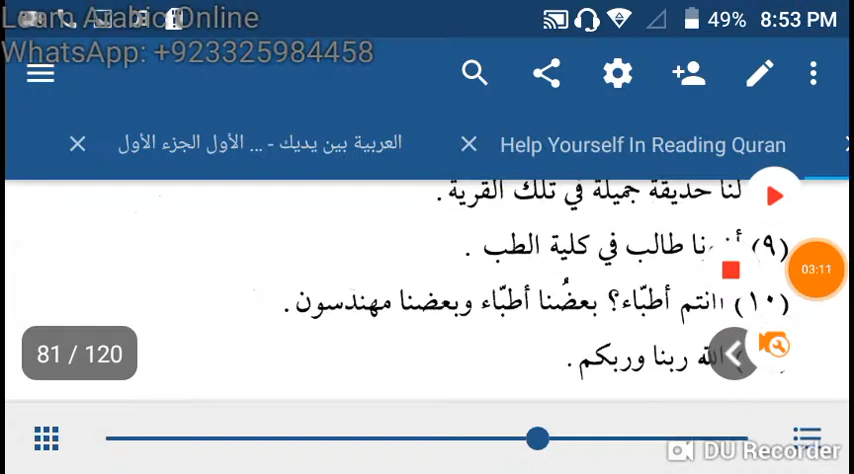 Learn Arabic Online
49% 8:53 PM
WhatsApp: +923325984458
العربية بين يديك - ... الأول الجزء الأول
Help Yourself In Reading Quran
لنا حديقة جميلة في تلك القرية .
(٩) طالب في كلية الطب .
(١٠) أانتم أطبّاء؟ بعضُنا أطبّاء وبعضنا مهندسون .
الله ربنا وربكم .
03:11
81 / 120
DU Recorder